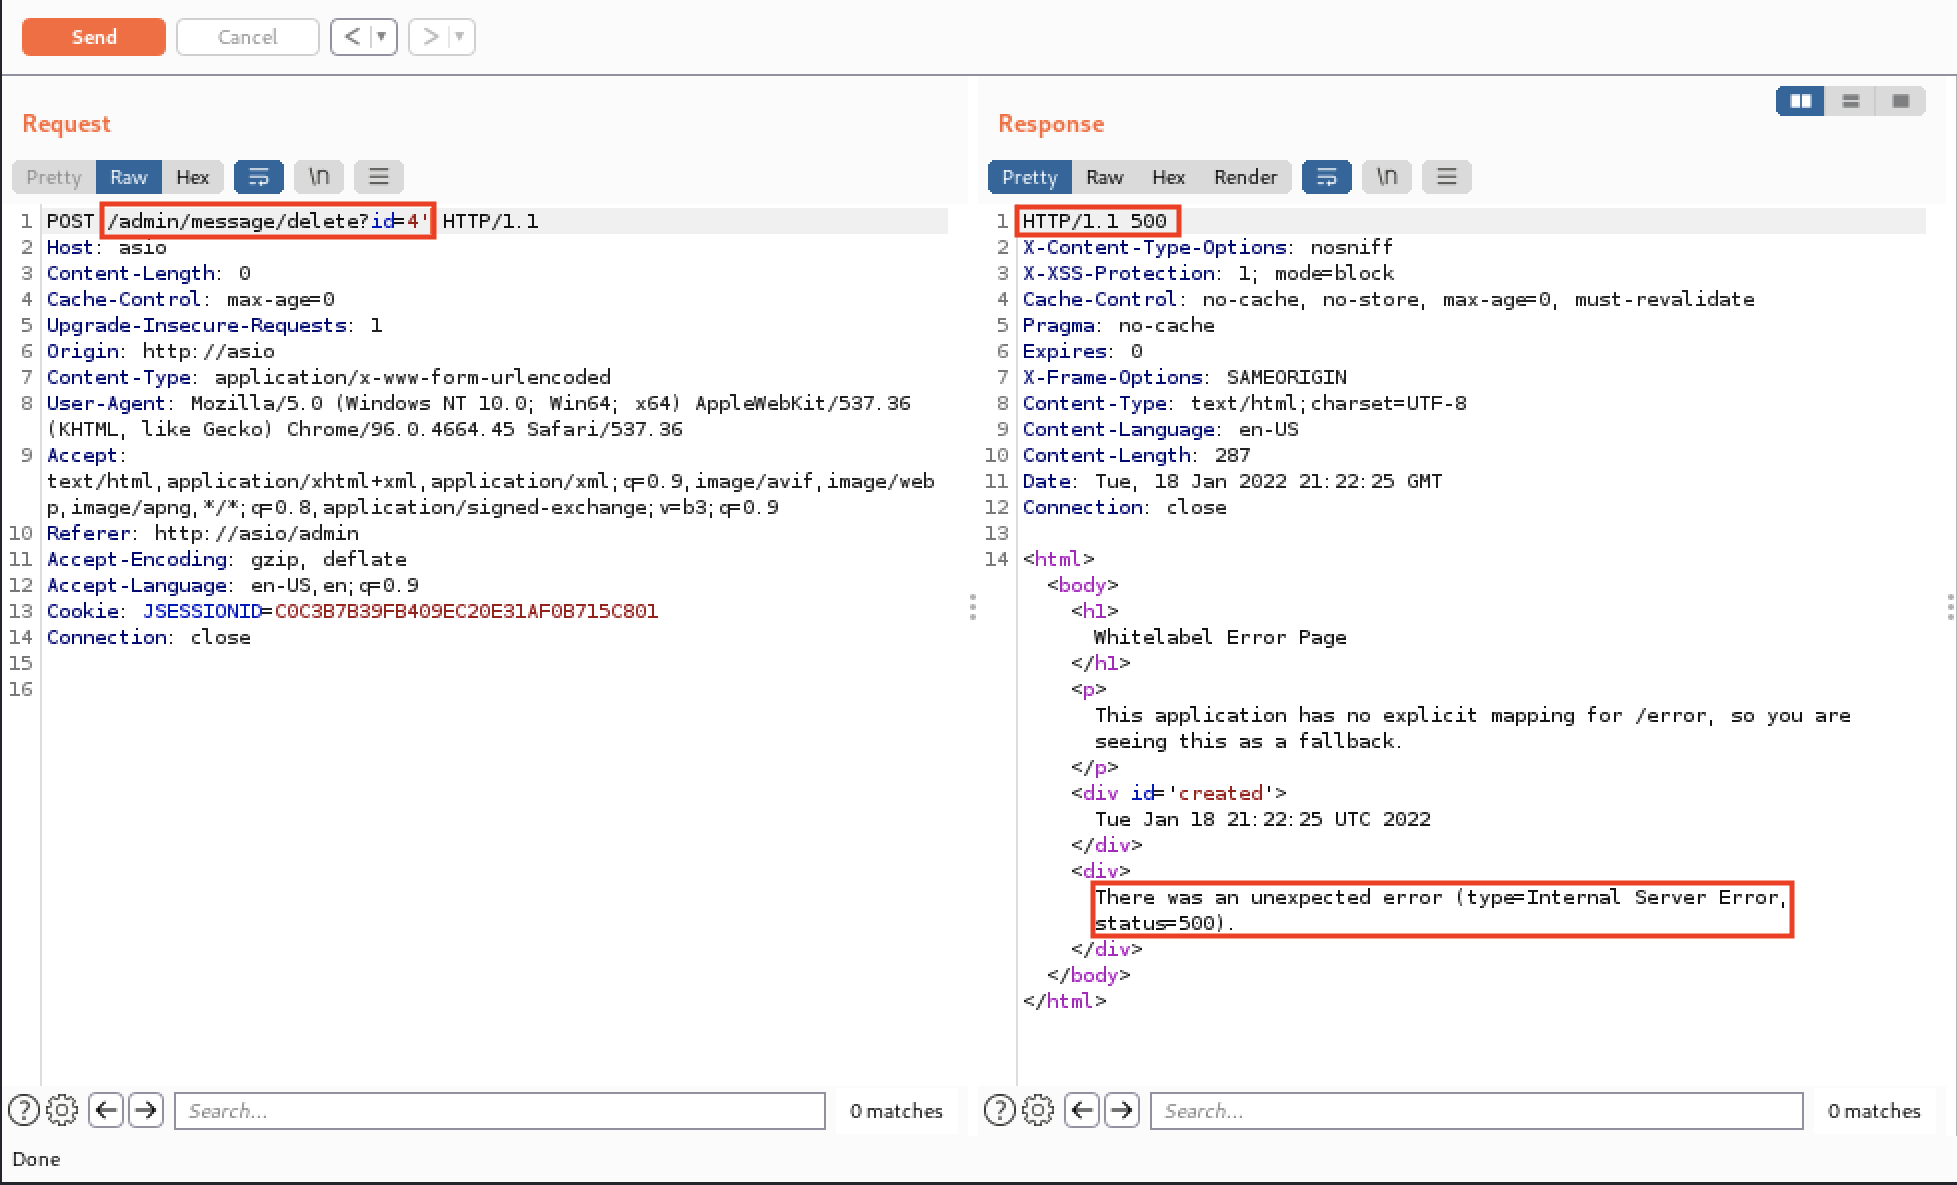 Send Cancel < ▼ > ▼
Request
Pretty Raw Hex \n
1 POST /admin/message/delete?id=4' HTTP/1.1
2 Host: asio
3 Content-Length: 0
4 Cache-Control: max-age=0
5 Upgrade-Insecure-Requests: 1
6 Origin: http://asio
7 Content-Type: application/x-www-form-urlencoded
8 User-Agent: Mozilla/5.0 (Windows NT 10.0; Win64; x64) AppleWebKit/537.36
(KHTML, like Gecko) Chrome/96.0.4664.45 Safari/537.36
9 Accept:
text/html,application/xhtml+xml,application/xml;q=0.9,image/avif,image/web
p,image/apng,*/*;q=0.8,application/signed-exchange;v=b3;q=0.9
10 Referer: http://asio/admin
11 Accept-Encoding: gzip, deflate
12 Accept-Language: en-US,en;q=0.9
13 Cookie: JSESSIONID=C0C3B7B39FB409EC20E31AF0B715C801
14 Connection: close
15
16
? Search... 0 matches
Response
Pretty Raw Hex Render \n
1 HTTP/1.1 500
2 X-Content-Type-Options: nosniff
3 X-XSS-Protection: 1; mode=block
4 Cache-Control: no-cache, no-store, max-age=0, must-revalidate
5 Pragma: no-cache
6 Expires: 0
7 X-Frame-Options: SAMEORIGIN
8 Content-Type: text/html;charset=UTF-8
9 Content-Language: en-US
10 Content-Length: 287
11 Date: Tue, 18 Jan 2022 21:22:25 GMT
12 Connection: close
13
14 <html>
<body>
<h1>
Whitelabel Error Page
</h1>
<p>
This application has no explicit mapping for /error, so you are
seeing this as a fallback.
</p>
<div id='created'>
Tue Jan 18 21:22:25 UTC 2022
</div>
<div>
There was an unexpected error (type=Internal Server Error,
status=500).
</div>
</body>
</html>
? Search... 0 matches
Done